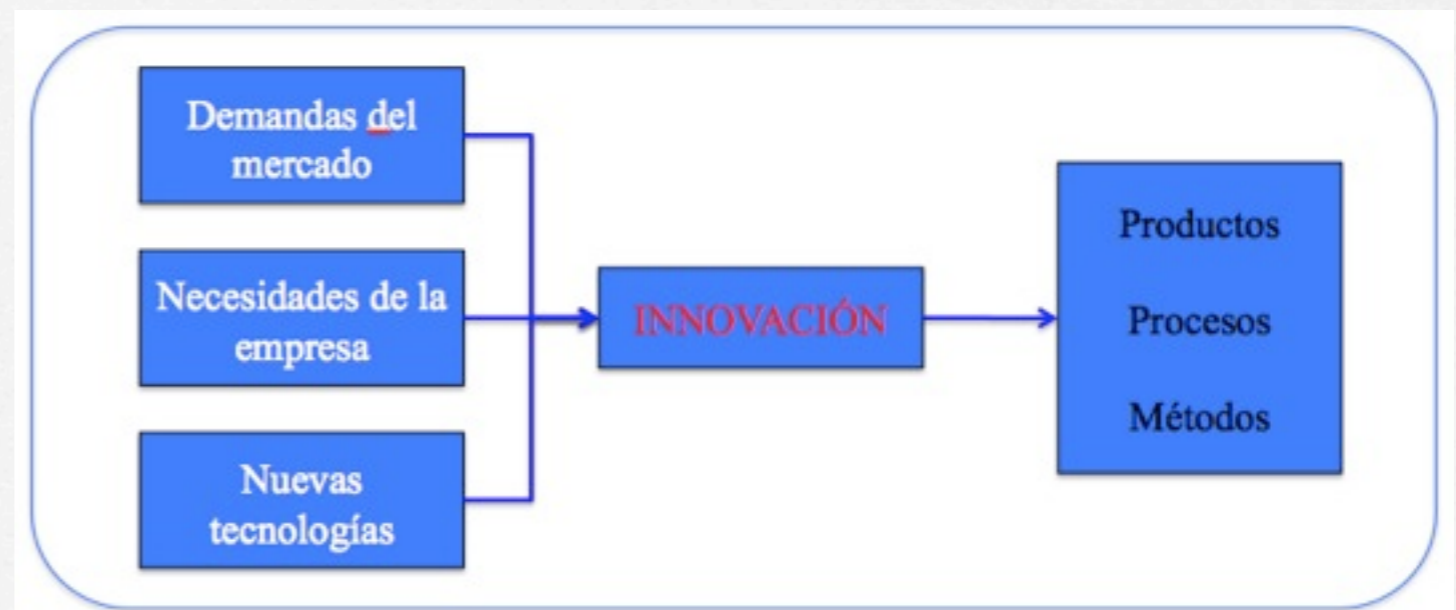 Demandas del
mercado
Necesidades de la
empresa
Nuevas
tecnologías
INNOVACIÓN
Productos
Procesos
Métodos